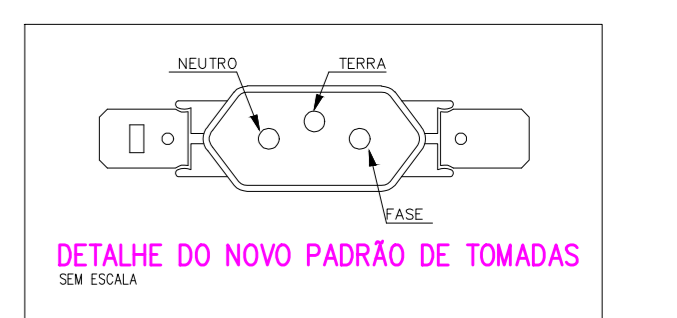 NEUTRO
TERRA
FASE
DETALHE DO NOVO PADRÃO DE TOMADAS
SEM ESCALA